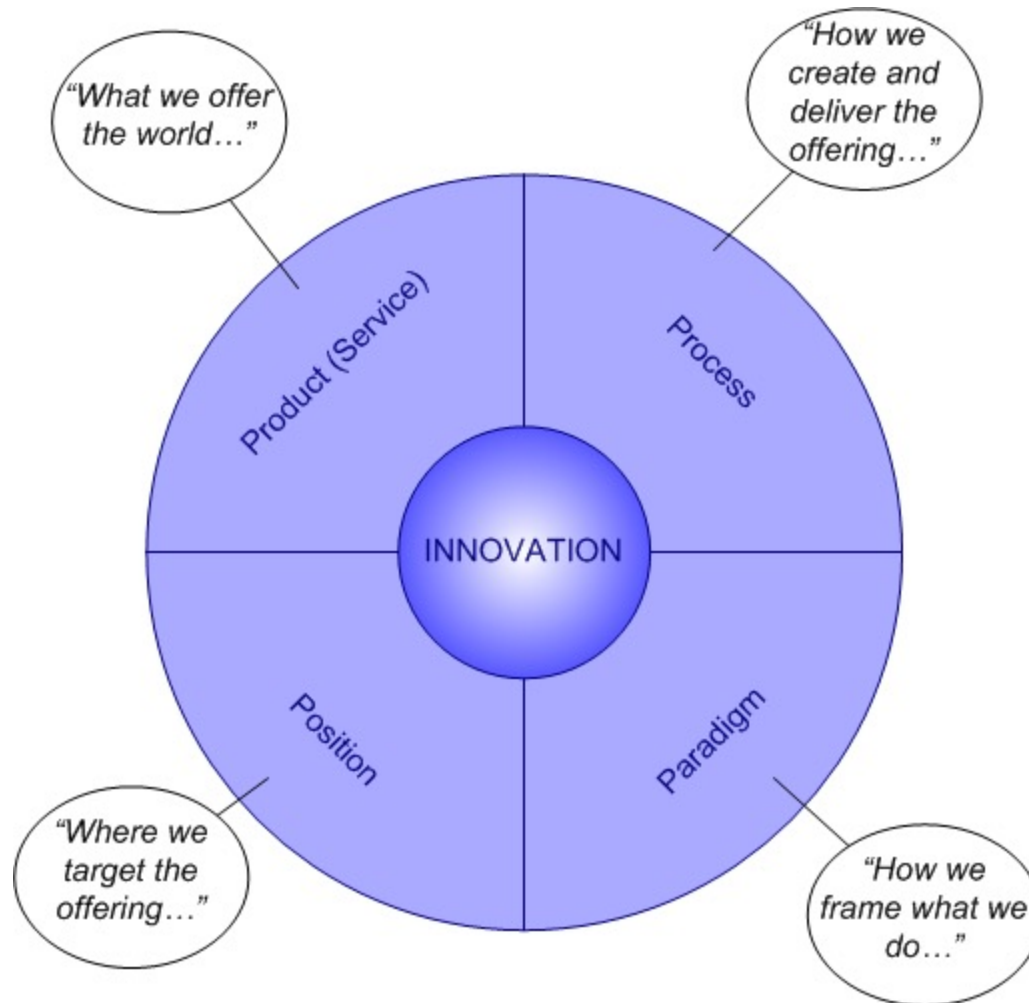 “What we offer
the world…”
“How we
create and
deliver the
offering…”
Product (Service)
Process
INNOVATION
Position
Paradigm
“Where we
target the
offering…”
“How we
frame what we
do…”